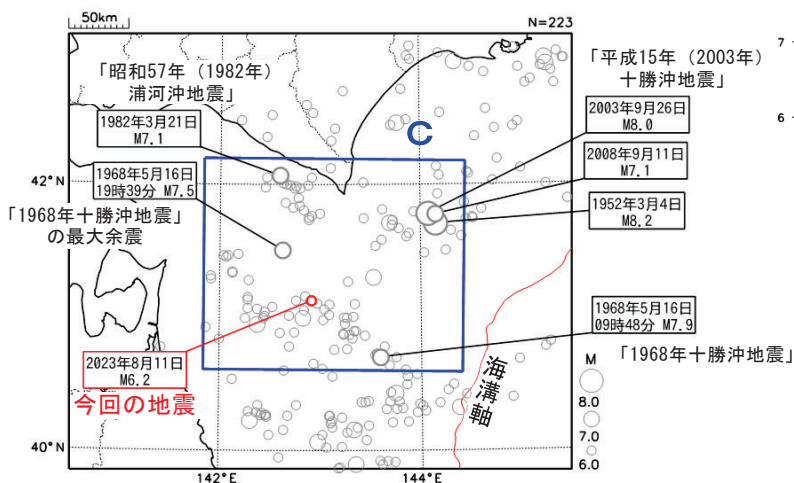 50km
N=223
「昭和57年（1982年）
浦河沖地震」
1982年3月21日
M7.1
1968年5月16日
19時39分 M7.5
「1968年十勝沖地震」
の最大余震
2023年8月11日
M6.2
今回の地震
C
「平成15年（2003年）
十勝沖地震」
2003年9月26日
M8.0
2008年9月11日
M7.1
1952年3月4日
M8.2
1968年5月16日
09時48分 M7.9
「1968年十勝沖地震」
海溝軸
M
8.0
7.0
6.0
42°N
40°N
142°E
144°E
7
6